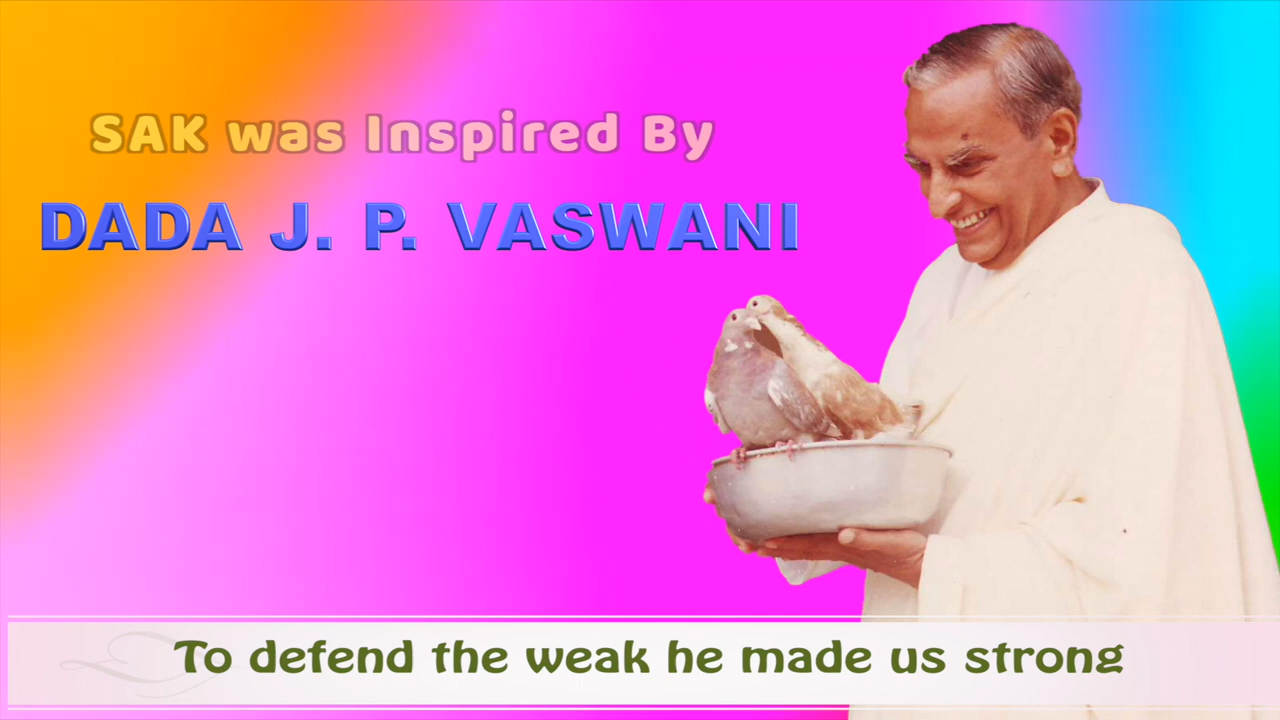 SAK was Inspired By
DADA J. P. VASWANI
To defend the weak he made us strong